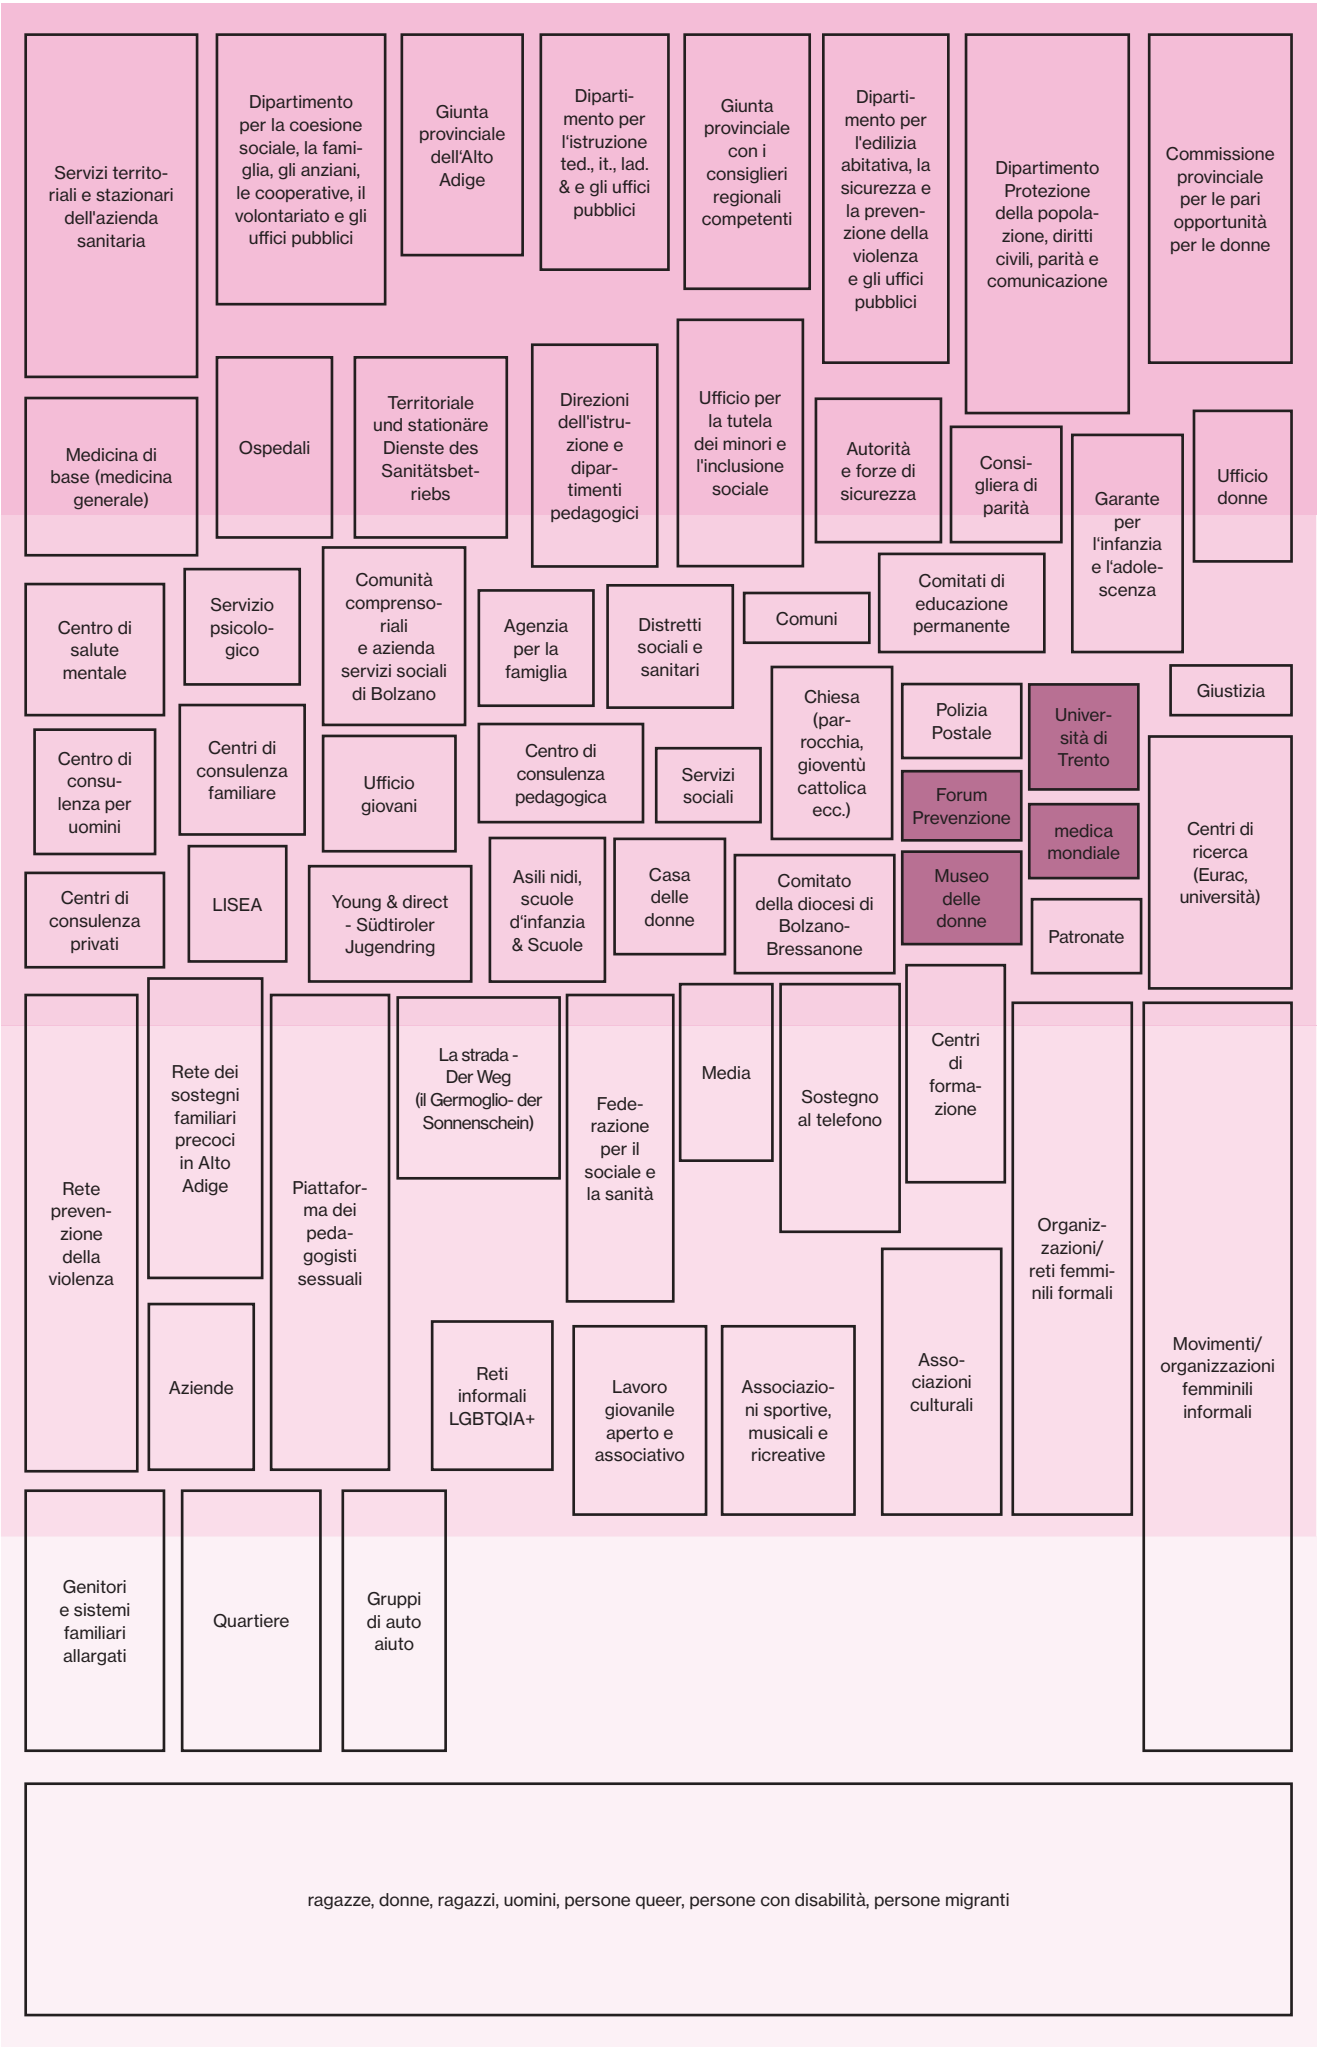 Servizi territo-
riali e stazionari
dell'azienda
sanitaria
Dipartimento
per la coesione
sociale, la fami-
glia, gli anziani,
le cooperative, il
volontariato e gli
uffici pubblici
Giunta
provinciale
dell'Alto
Adige
Diparti-
mento per
l'istruzione
ted., it., lad.
& e gli uffici
pubblici
Giunta
provinciale
con i
consiglieri
regionali
competenti
Diparti-
mento per
l'edilizia
abitativa, la
sicurezza e
la preven-
zione della
violenza
e gli uffici
pubblici
Dipartimento
Protezione
della popola-
zione, diritti
civili, parità e
comunicazione
Commissione
provinciale
per le pari
opportunità
per le donne
Medicina di
base (medicina
generale)
Ospedali
Territoriale
und stationäre
Dienste des
Sanitätsbet-
riebs
Direzioni
dell'istru-
zione e
dipar-
timenti
pedagogici
Ufficio per
la tutela
dei minori e
l'inclusione
sociale
Autorità
e forze di
sicurezza
Consi-
gliera di
parità
Garante
per
l'infanzia
e l'adole-
scenza
Ufficio
donne
Centro di
salute
mentale
Servizio
psicolo-
gico
Comunità
comprenso-
riali
e azienda
servizi sociali
di Bolzano
Agenzia
per la
famiglia
Distretti
sociali e
sanitari
Comuni
Comitati di
educazione
permanente
Giustizia
Centro di
consu-
lenza per
uomini
Centri di
consulenza
familiare
Ufficio
giovani
Centro di
consulenza
pedagogica
Servizi
sociali
Chiesa
(par-
rocchia,
gioventù
cattolica
ecc.)
Polizia
Postale
Univer-
sità di
Trento
Forum
Prevenzione
medica
mondiale
Centri di
ricerca
(Eurac,
università)
Centri di
consulenza
privati
LISEA
Young & direct
- Südtiroler
Jugendring
Asili nidi,
scuole
d'infanzia
& Scuole
Casa
delle
donne
Comitato
della diocesi di
Bolzano-
Bressanone
Museo
delle
donne
Patronate
Rete
preven-
zione
della
violenza
Rete dei
sostegni
familiari
precoci
in Alto
Adige
Piattafor-
ma dei
peda-
gogisti
sessuali
La strada -
Der Weg
(il Germoglio- der
Sonnenschein)
Fede-
razione
per il
sociale e
la sanità
Media
Sostegno
al telefono
Centri
di
forma-
zione
Organiz-
zazioni/
reti femmi-
nili formali
Movimenti/
organizzazioni
femminili
informali
Aziende
Reti
informali
LGBTQIA+
Lavoro
giovanile
aperto e
associativo
Associazio-
ni sportive,
musicali e
ricreative
Asso-
ciazioni
culturali
Genitori
e sistemi
familiari
allargati
Quartiere
Gruppi
di auto
aiuto
ragazze, donne, ragazzi, uomini, persone queer, persone con disabilità, persone migranti